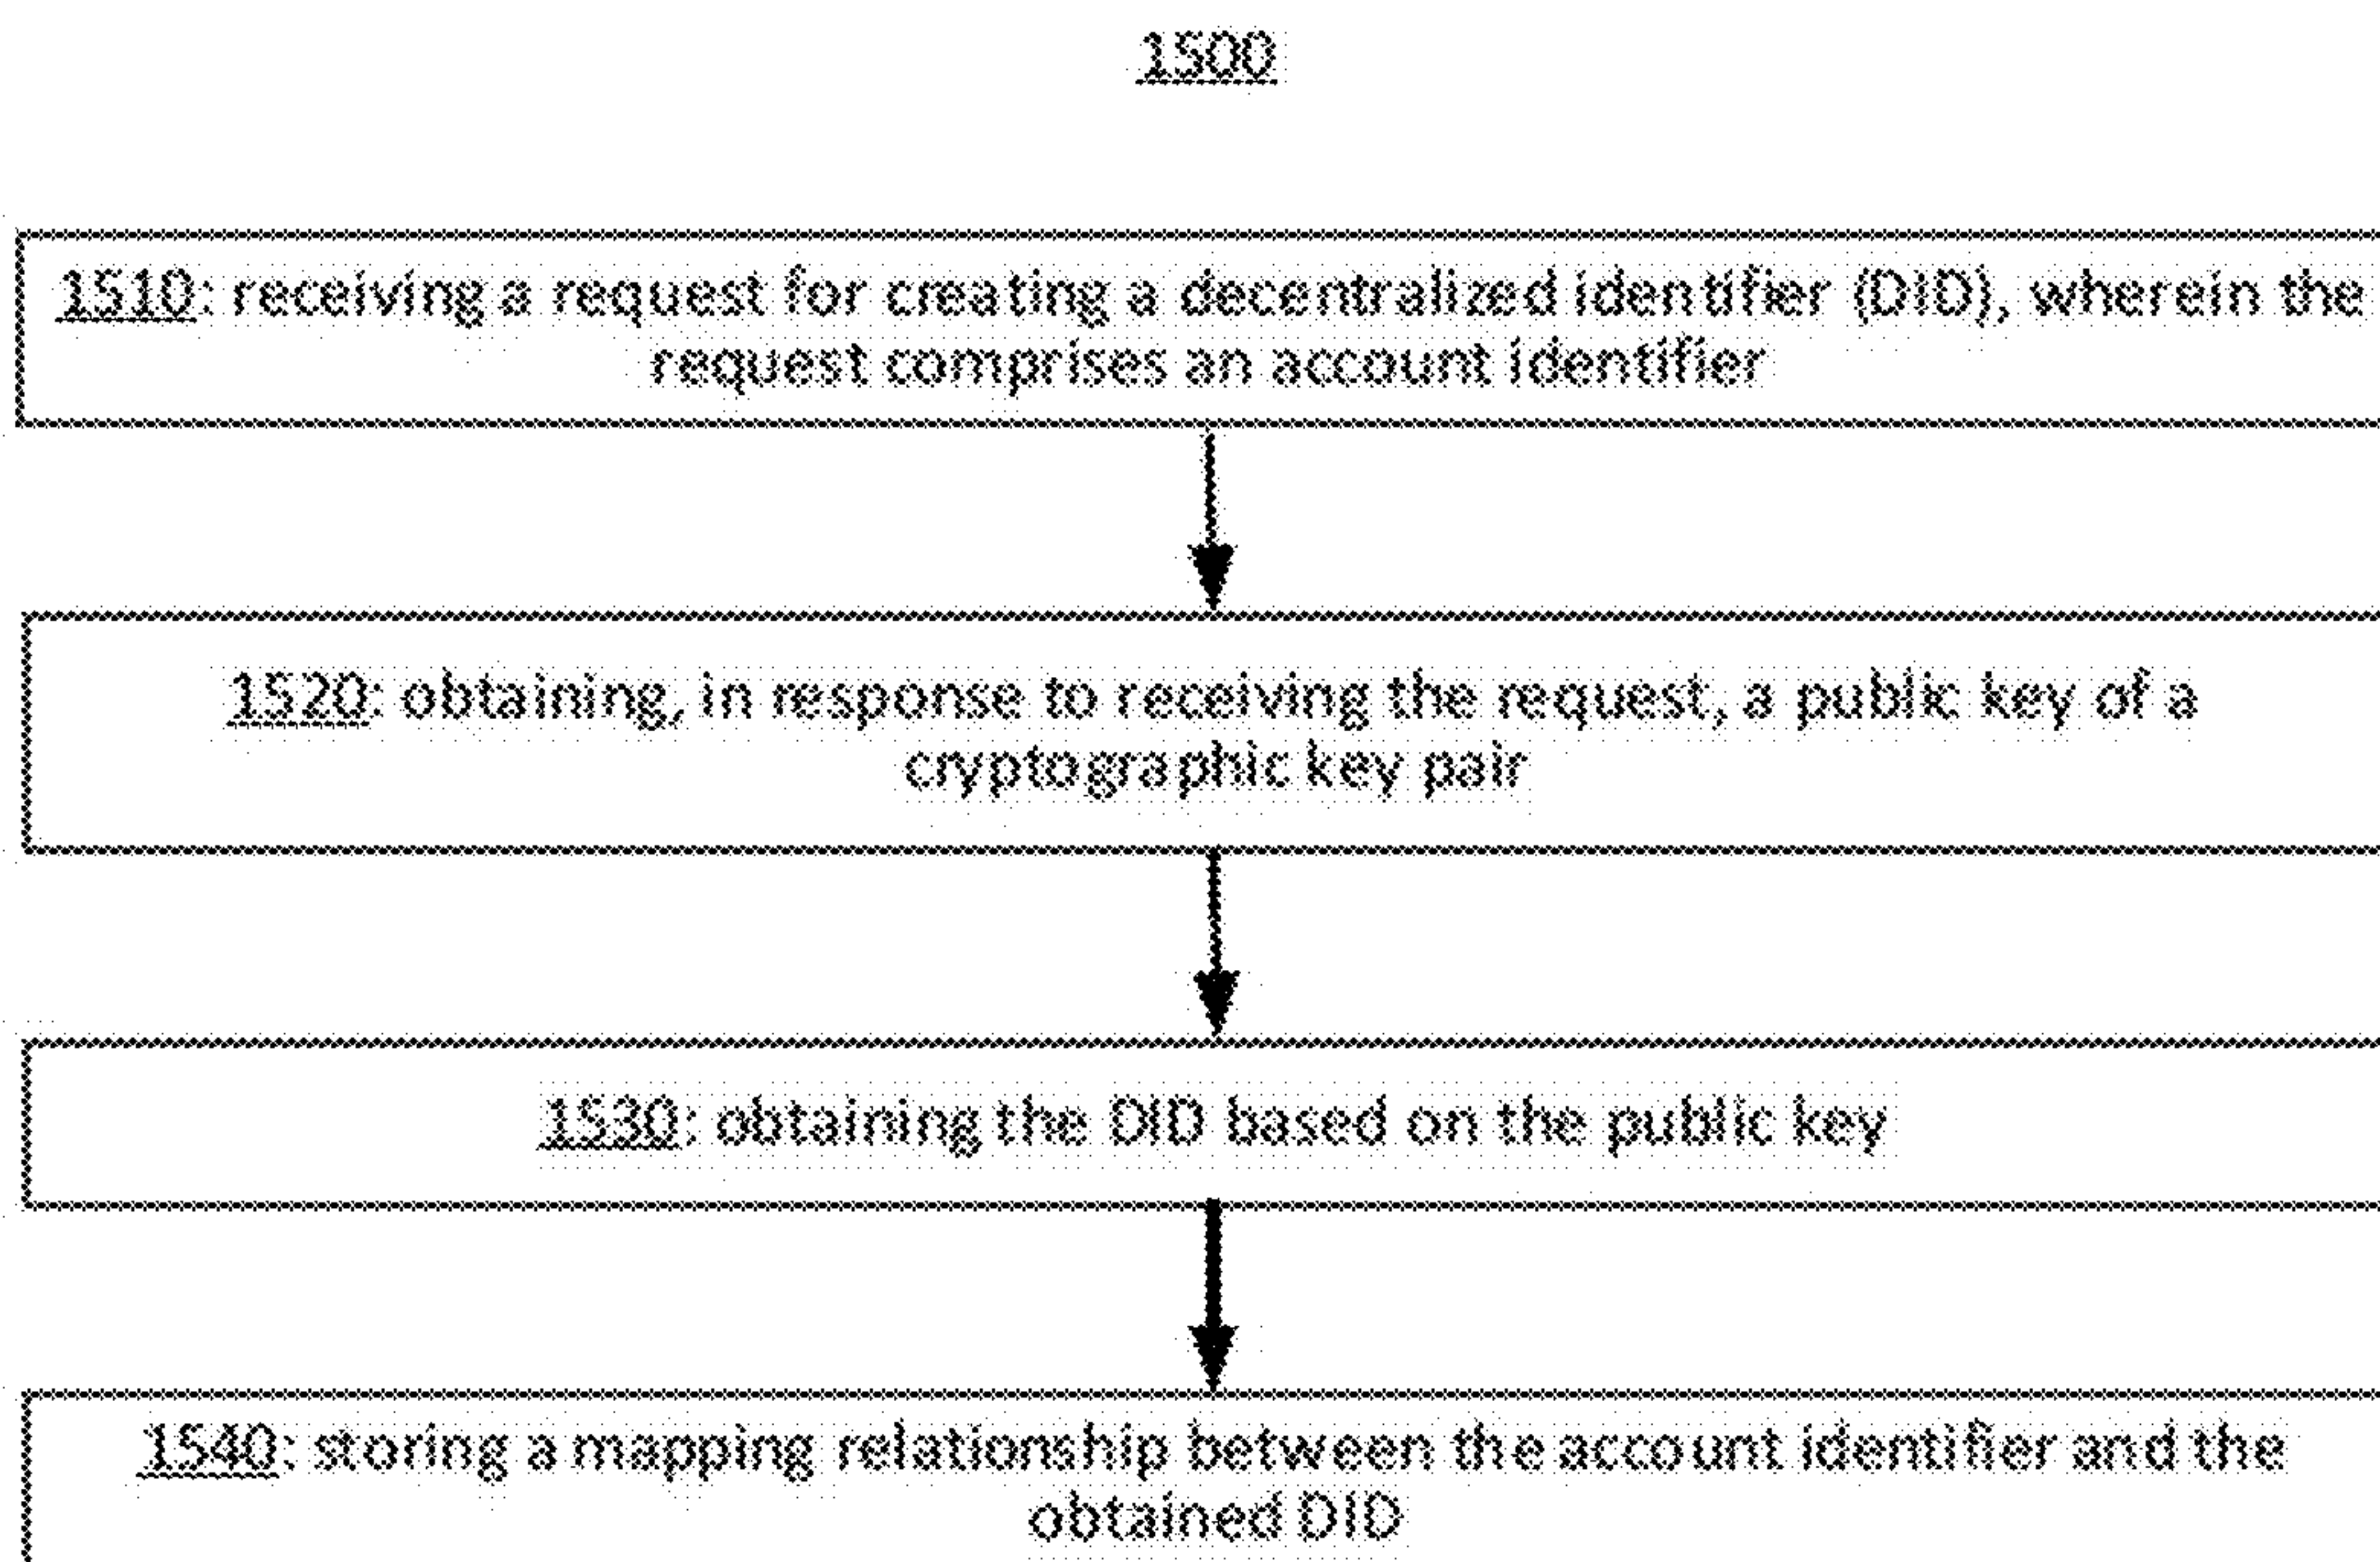 1500
1510: receiving a request for creating a decentralized identifier (DID), wherein the
request comprises an account identifier
1520: obtaining, in response to receiving the request, a public key of a
cryptographic key pair
1530: obtaining the DID based on the public key
1540: storing a mapping relationship between the account identifier and the
obtained DID